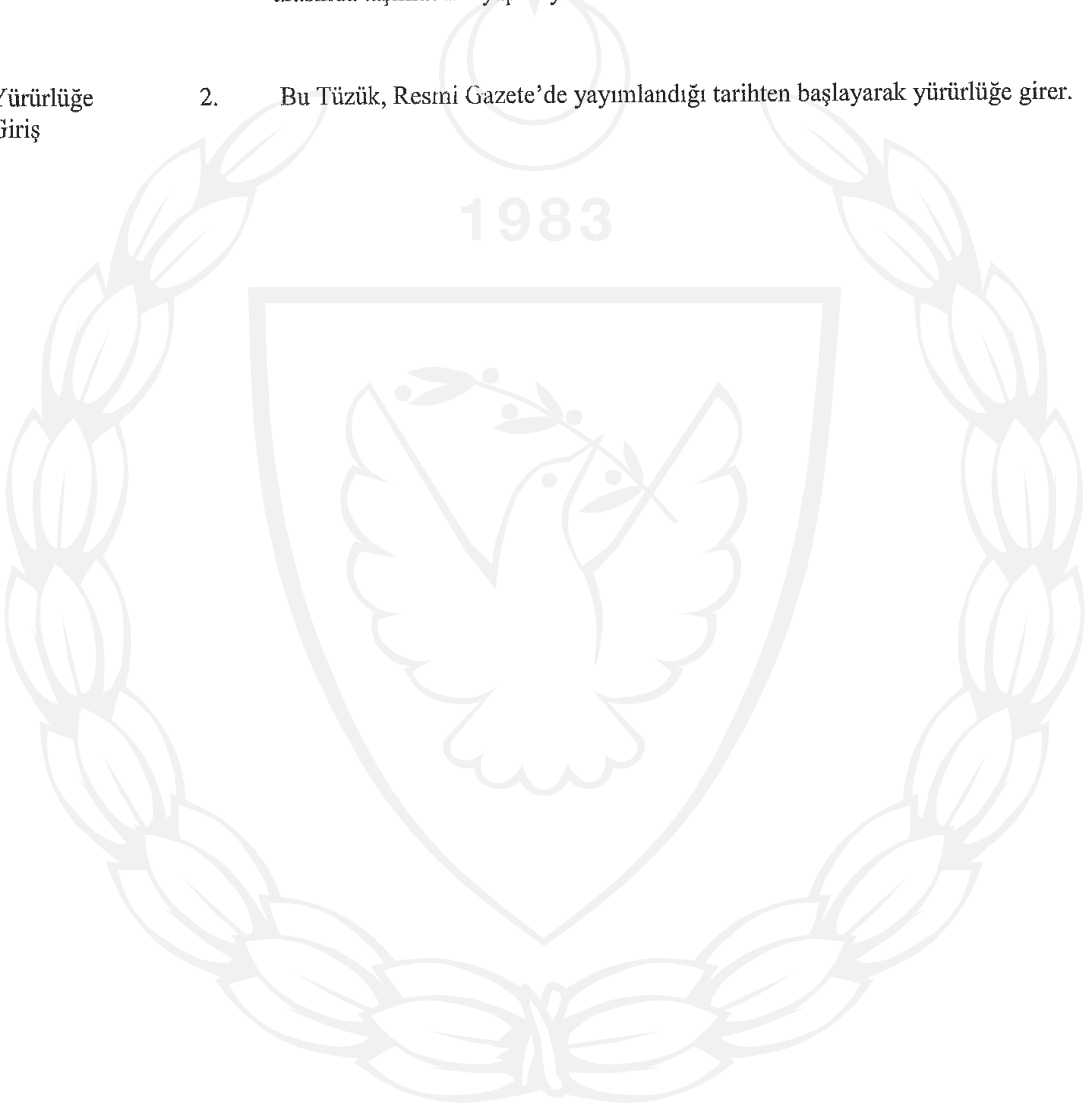 Yürürlüğe 2. Bu Tüzük, Resmi Gazete’de yayımlandığı tarihten başlayarak yürürlüğe girer.
Giriş
1983